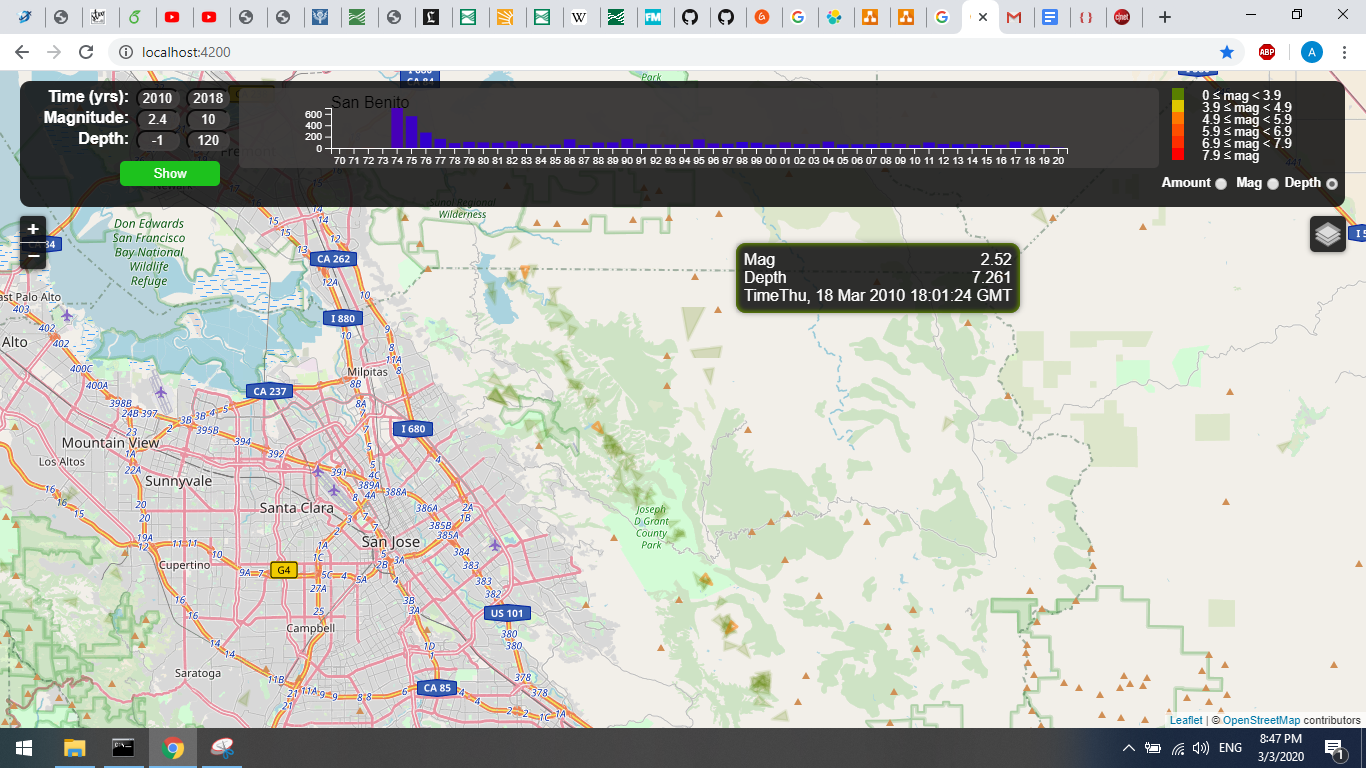 localhost:4200
ABP
A
Time (yrs): 2010 2018
Magnitude: 2.4 10
Depth: -1 120
Show
San Benito
600
400
200
0
70 71 72 73 74 75 76 77 78 79 80 81 82 83 84 85 86 87 88 89 90 91 92 93 94 95 96 97 98 99 00 01 02 03 04 05 06 07 08 09 10 11 12 13 14 15 16 17 18 19 20
0 ≤ mag < 3.9
3.9 ≤ mag < 4.9
4.9 ≤ mag < 5.9
5.9 ≤ mag < 6.9
6.9 ≤ mag < 7.9
7.9 ≤ mag
Amount Mag Depth
+
−
Mag 2.52
Depth 7.261
TimeThu, 18 Mar 2010 18:01:24 GMT
Park
Sunol Regional
Wilderness
Don Edwards
San Francisco
Bay National
Wildlife
Refuge
CA 84
CA 262
I 880
CA 237
I 680
G4
US 101
CA 85
East Palo Alto
Alto
Milpitas
Mountain View
Los Altos
Sunnyvale
Santa Clara
San Jose
Cupertino
Campbell
Saratoga
Joseph
D Grant
County
Park
Leaflet | © OpenStreetMap contributors
ENG
8:47 PM
3/3/2020
1